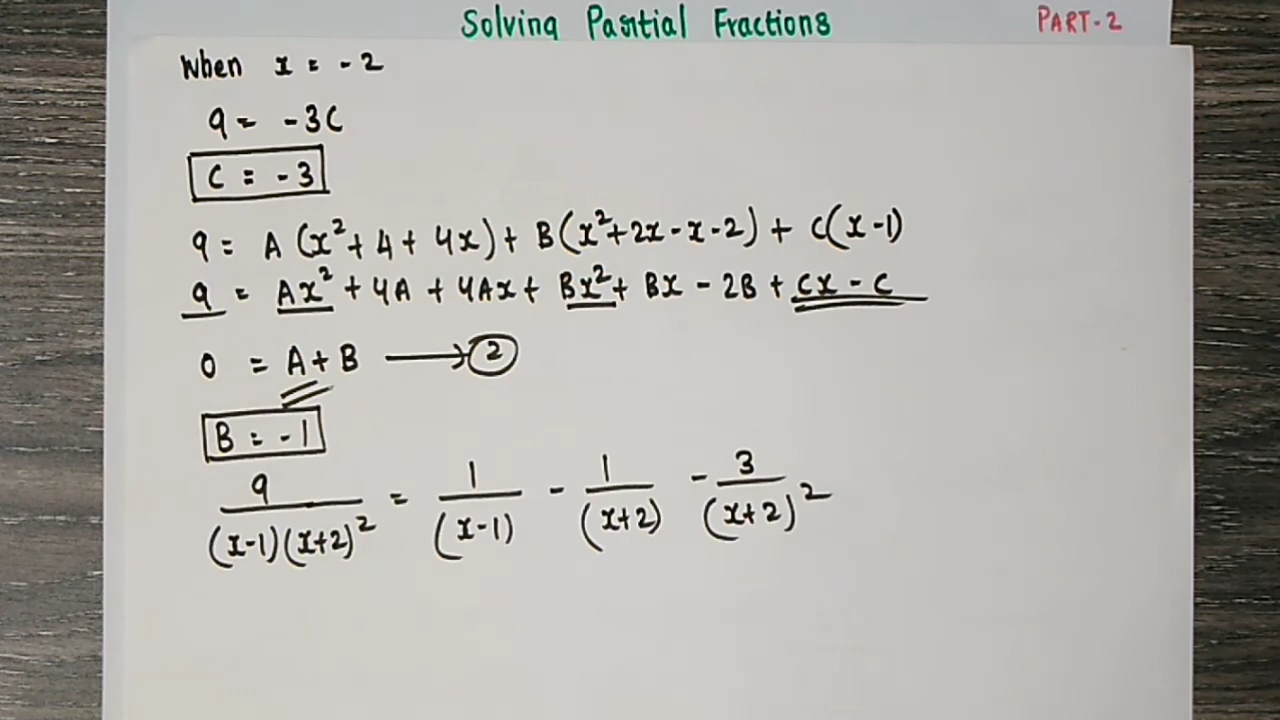 Solving Partial Fractions PART-2
When x = -2
9 = -3C
C = -3
9 = A (x² + 4 + 4x) + B(x² + 2x - x - 2) + C(x-1)
9 = Ax² + 4A + 4Ax + Bx² + Bx - 2B + Cx - C
0 = A + B ⟶ ②
B = -1
9/((x-1)(x+2)²) = 1/(x-1) - 1/(x+2) - 3/(x+2)²